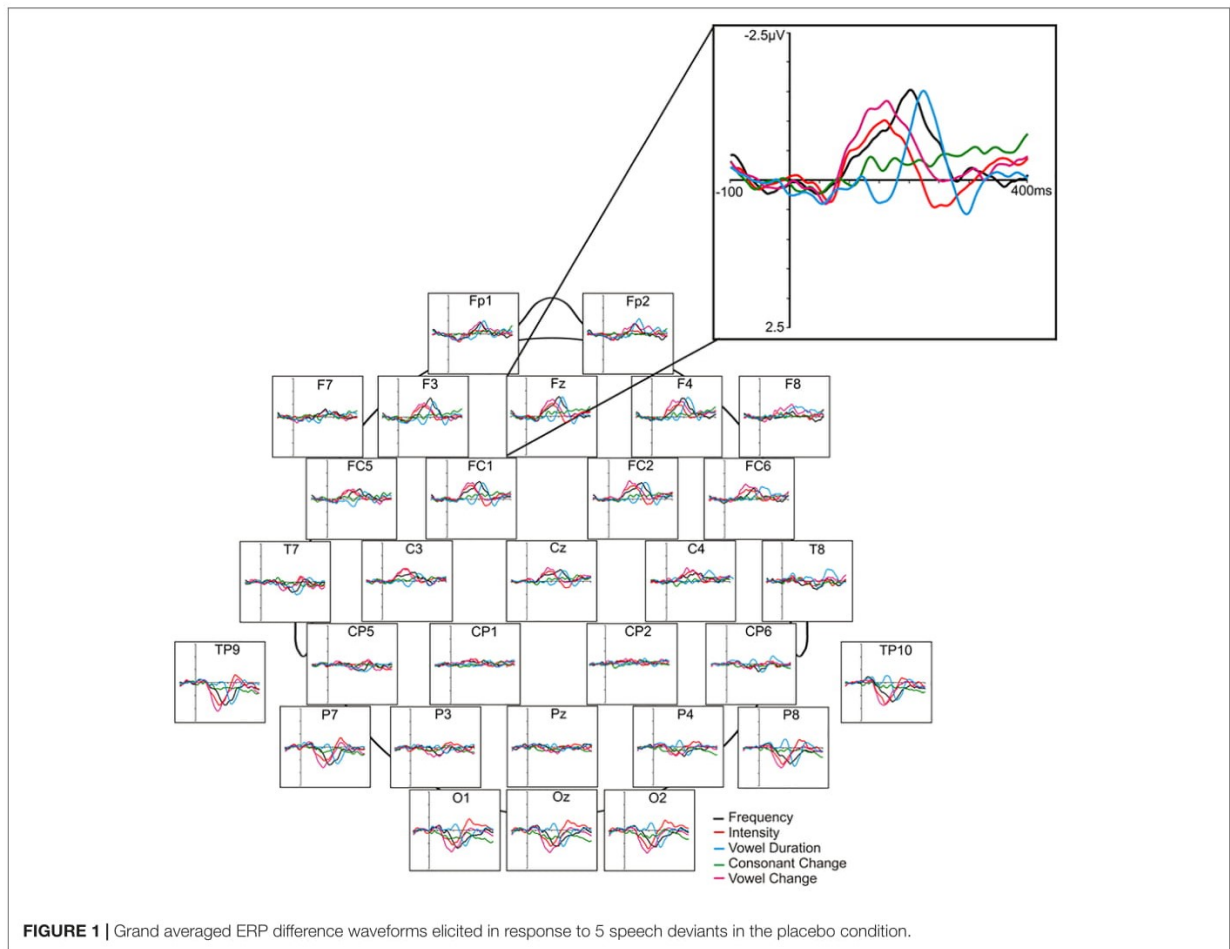 -2.5µV
-100
400ms
2.5
Fp1 Fp2
F7 F3 Fz F4 F8
FC5 FC1 FC2 FC6
T7 C3 Cz C4 T8
CP5 CP1 CP2 CP6
TP9 TP10
P7 P3 Pz P4 P8
O1 Oz O2
Frequency
Intensity
Vowel Duration
Consonant Change
Vowel Change
FIGURE 1 | Grand averaged ERP difference waveforms elicited in response to 5 speech deviants in the placebo condition.